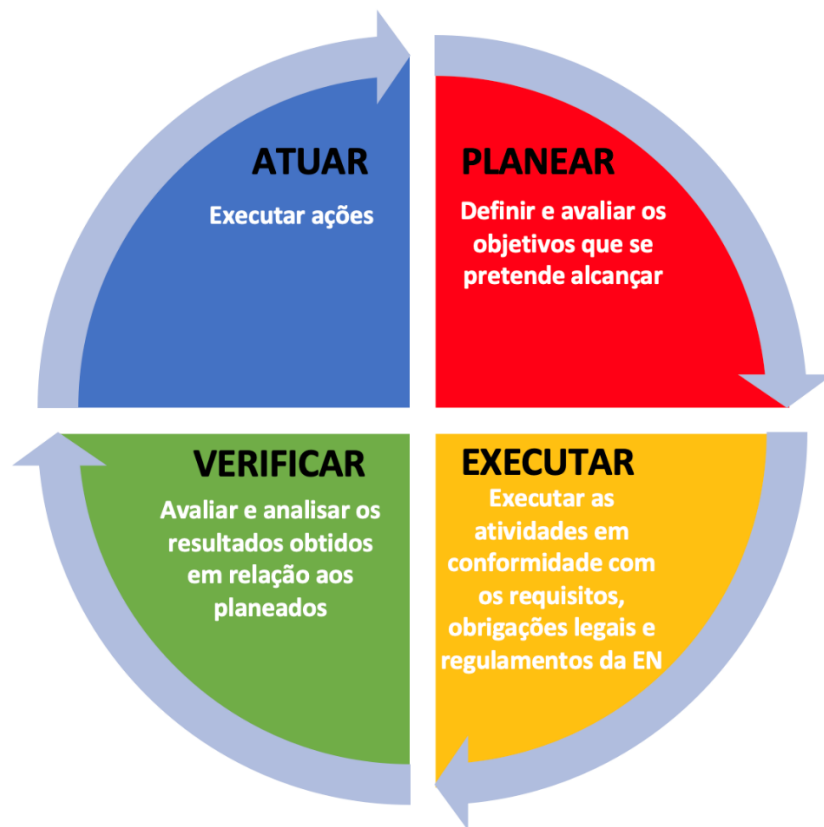 ATUAR
Executar ações
PLANEAR
Definir e avaliar os
objetivos que se
pretende alcançar
VERIFICAR
Avaliar e analisar os
resultados obtidos
em relação aos
planeados
EXECUTAR
Executar as
atividades em
conformidade com
os requisitos,
obrigações legais e
regulamentos da EN